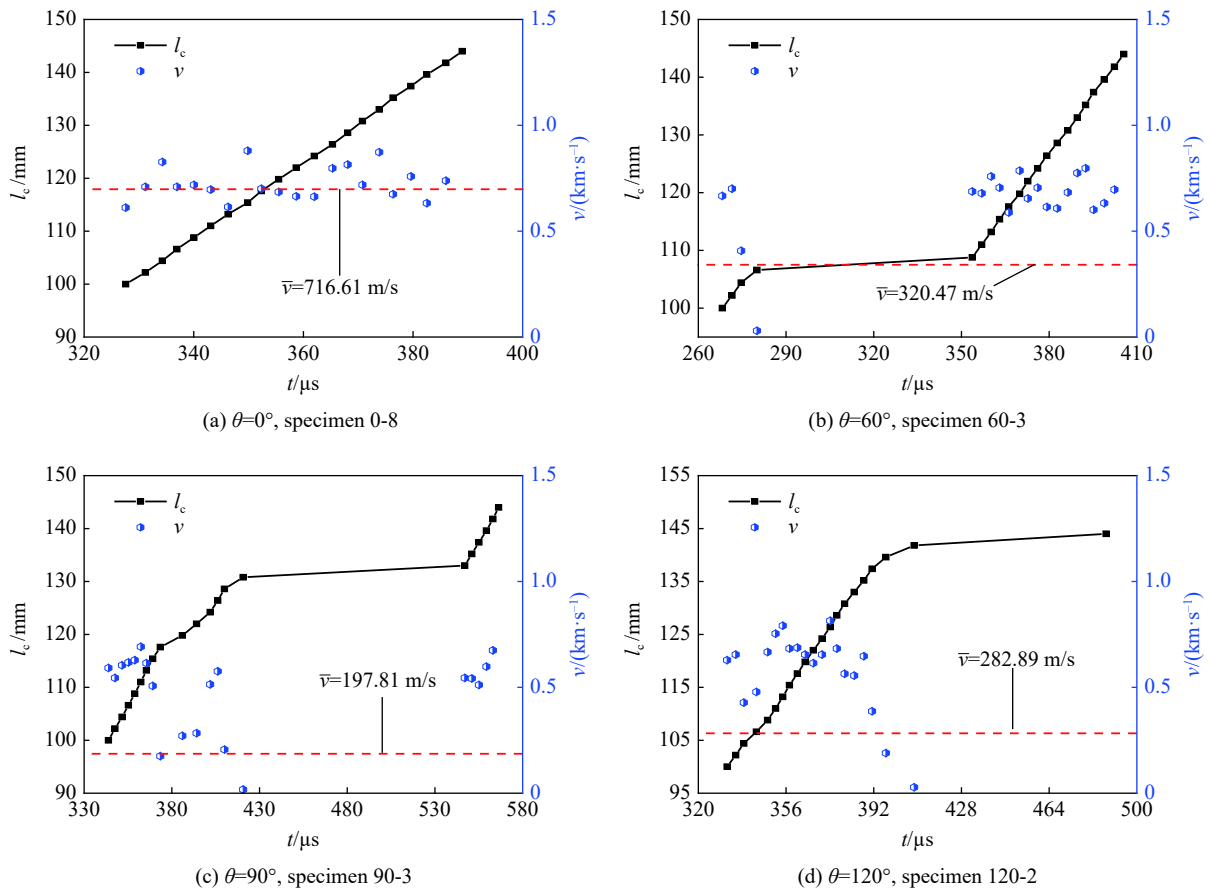 150
140
130
120
110
100
90
l_c/mm
l_c
v
v̄=716.61 m/s
1.5
1.0
0.5
0
v/(km·s⁻¹)
320 340 360 380 400
t/μs
(a) θ=0°, specimen 0-8
150
140
130
120
110
100
l_c/mm
l_c
v
v̄=320.47 m/s
1.5
1.0
0.5
0
v/(km·s⁻¹)
260 290 320 350 380 410
t/μs
(b) θ=60°, specimen 60-3
150
140
130
120
110
100
90
l_c/mm
l_c
v
v̄=197.81 m/s
1.5
1.0
0.5
0
v/(km·s⁻¹)
330 380 430 480 530 580
t/μs
(c) θ=90°, specimen 90-3
155
145
135
125
115
105
95
l_c/mm
l_c
v
v̄=282.89 m/s
1.5
1.0
0.5
0
v/(km·s⁻¹)
320 356 392 428 464 500
t/μs
(d) θ=120°, specimen 120-2